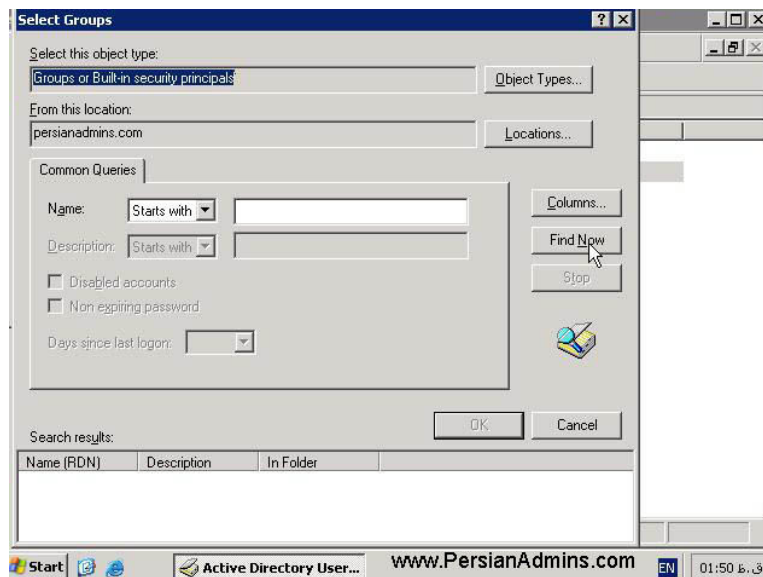 Select Groups
Select this object type:
Groups or Built-in security principals
Object Types...
From this location:
persianadmins.com
Locations...
Common Queries
Name:
Starts with
Columns...
Description:
Starts with
Find Now
Disabled accounts
Stop
Non expiring password
Days since last logon:
OK
Cancel
Search results:
Name (RDN) Description In Folder
Start
Active Directory User...
www.PersianAdmins.com
EN
01:50 ق.ظ